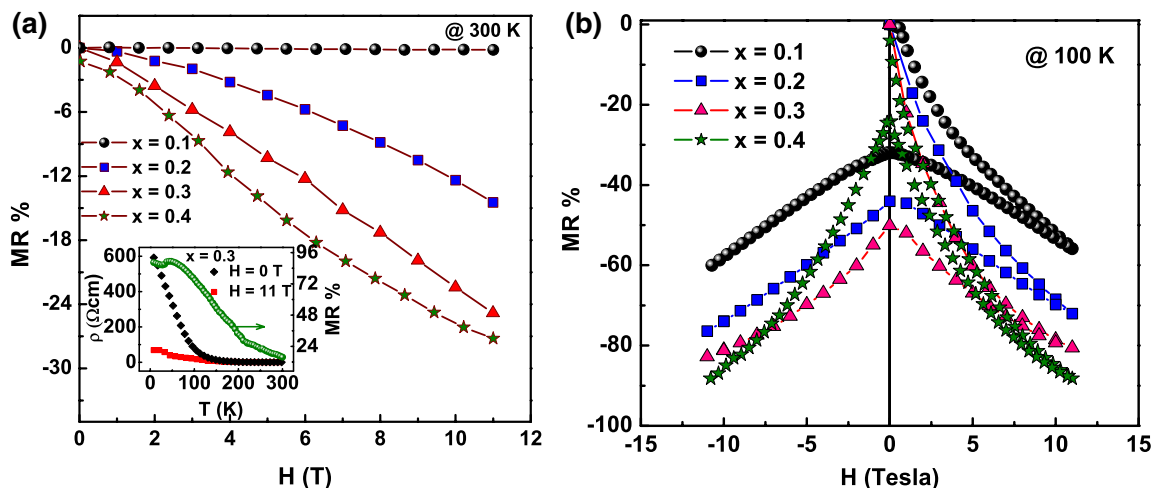 (a)
@ 300 K
0
-6
-12
-18
-24
-30
MR %
x = 0.1
x = 0.2
x = 0.3
x = 0.4
0 2 4 6 8 10 12
H (T)
x = 0.3
H = 0 T
H = 11 T
600
400
200
0
ρ (Ωcm)
96
72
48
24
MR %
0 100 200 300
T (K)
(b)
@ 100 K
0
-20
-40
-60
-80
-100
MR %
x = 0.1
x = 0.2
x = 0.3
x = 0.4
-15 -10 -5 0 5 10 15
H (Tesla)